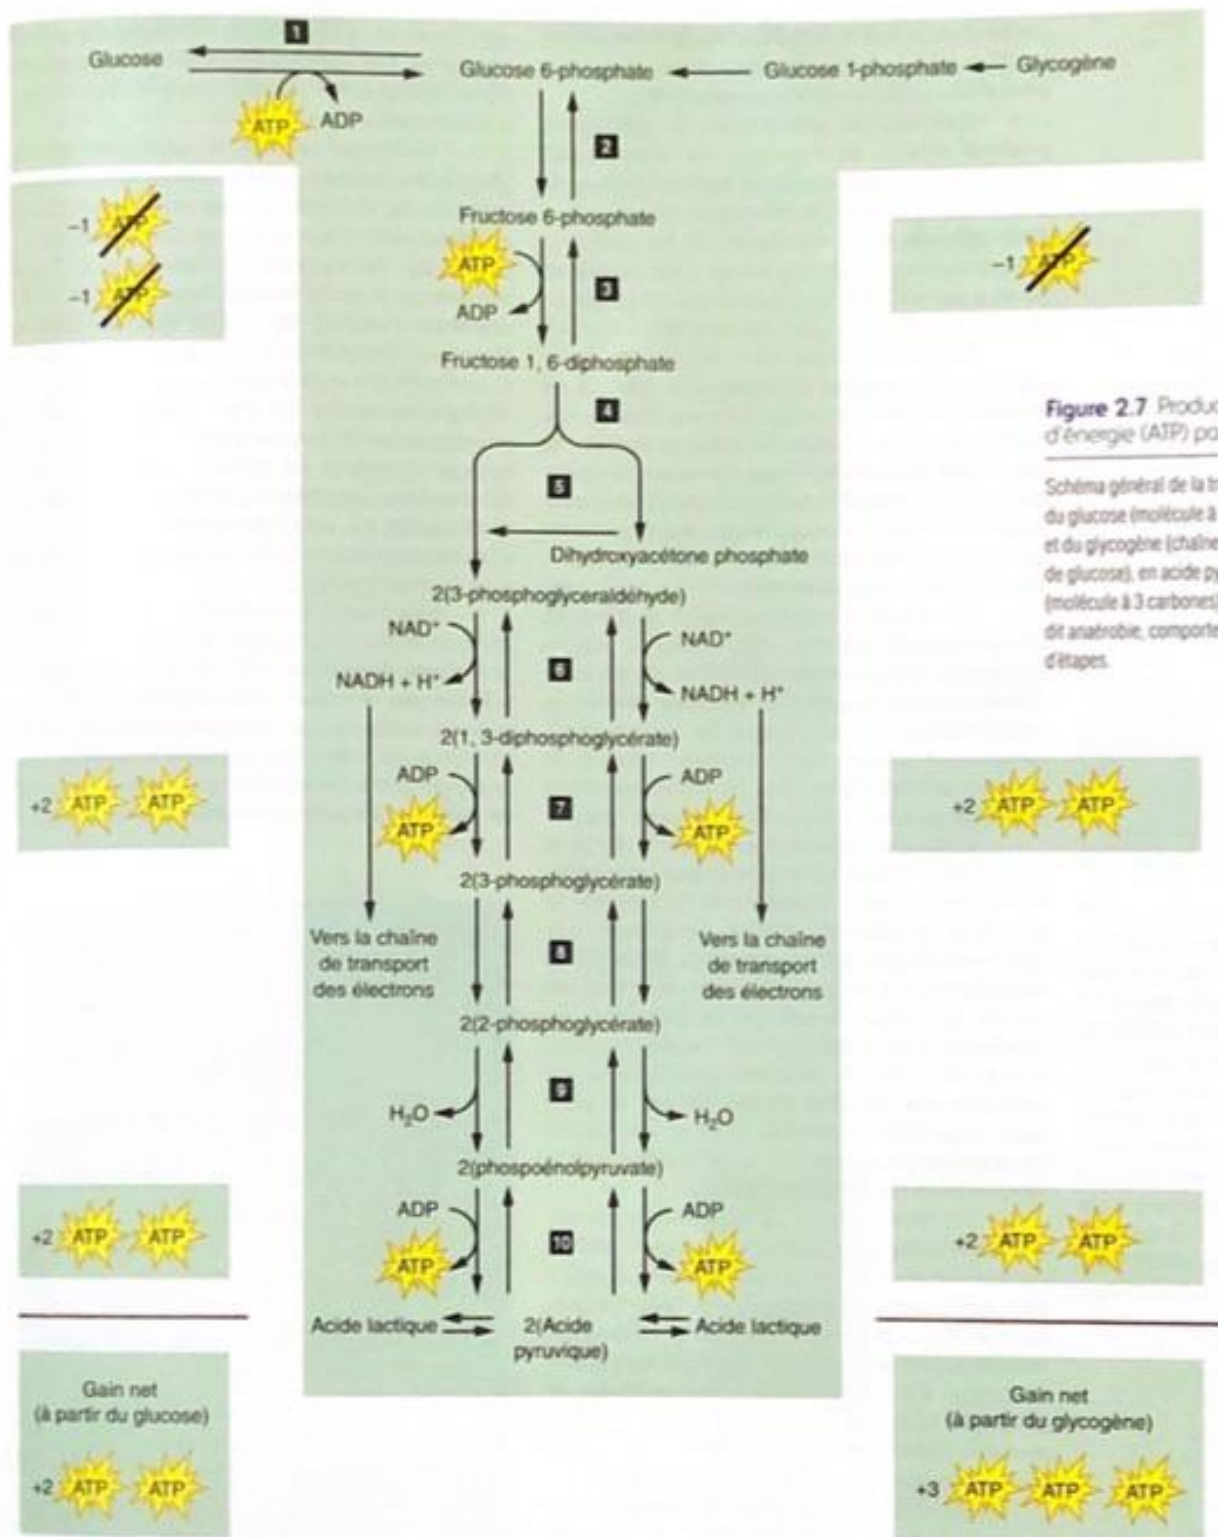 1
Glucose
Glucose 6-phosphate
Glucose 1-phosphate
Glycogène
ATP
ADP
2
-1 ATP
-1 ATP
Fructose 6-phosphate
ATP
ADP
3
-1 ATP
Fructose 1, 6-diphosphate
4
Figure 2.7
d'énergie (ATP)
Schéma général de la
du glucose (molécule à
et du glycogène (chaîne
de glucose), en acide
(molécule à 3 carbones)
dit anaérobie, comporte
d'étapes.
5
Dihydroxyacétone phosphate
2(3-phosphoglyceraldéhyde)
NAD+
NADH + H+
6
NAD+
NADH + H+
2(1, 3-diphosphoglycérate)
+2 ATP ATP
ADP
ATP
7
ADP
ATP
+2 ATP ATP
2(3-phosphoglycérate)
Vers la chaîne
de transport
des électrons
8
Vers la chaîne
de transport
des électrons
2(2-phosphoglycérate)
H2O
9
H2O
2(phospoénolpyruvate)
+2 ATP ATP
ADP
ATP
10
ADP
ATP
+2 ATP ATP
Acide lactique
2(Acide
pyruvique)
Acide lactique
Gain net
(à partir du glucose)
+2 ATP ATP
Gain net
(à partir du glycogène)
+3 ATP ATP ATP